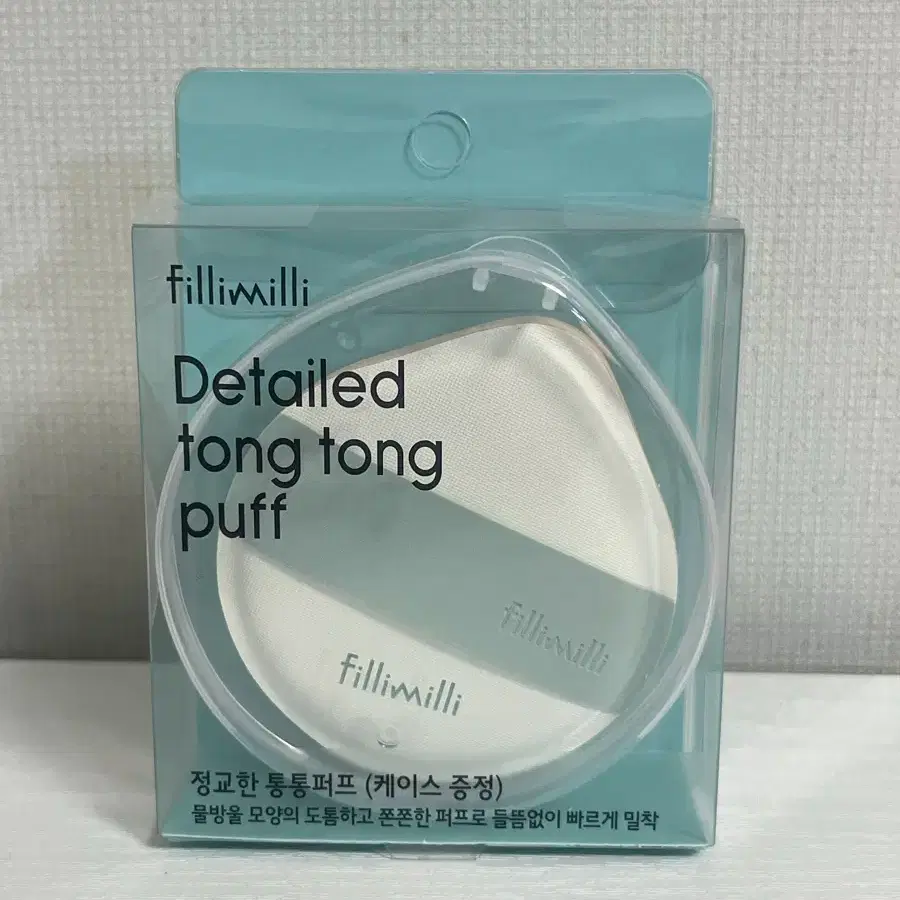 fillimilli
Detailed
tong tong
puff
fillimilli
fillimilli
정교한 통통퍼프 (케이스 증정)
물방울 모양의 도톰하고 쫀쫀한 퍼프로 들뜸없이 빠르게 밀착